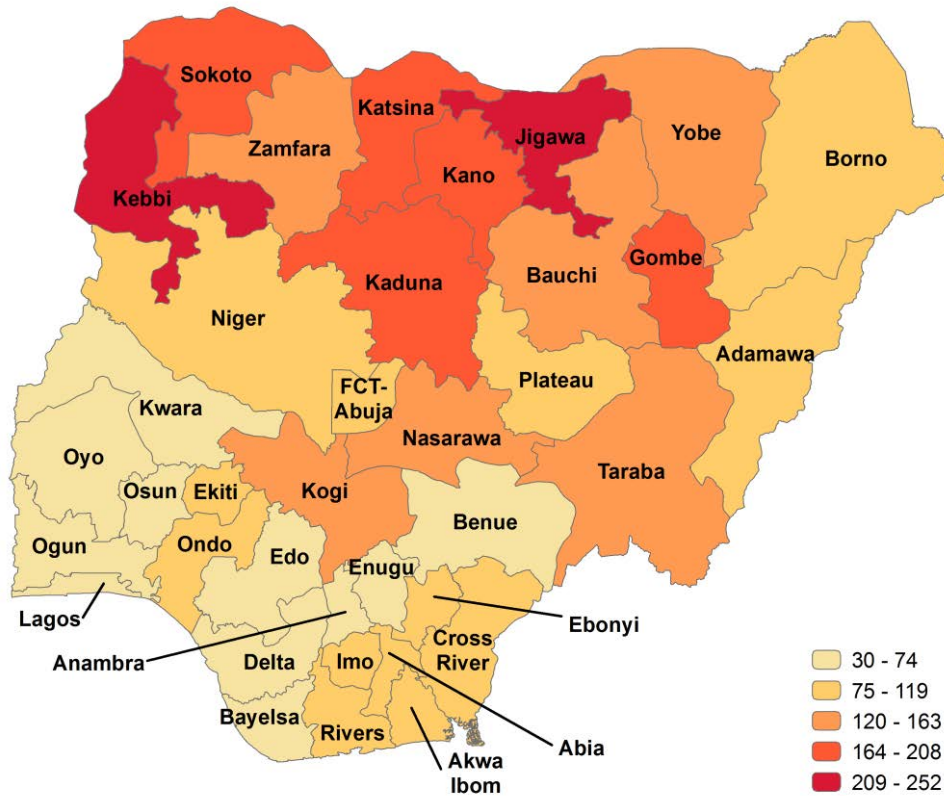 Sokoto
Katsina
Jigawa
Yobe
Borno
Zamfara
Kano
Kebbi
Gombe
Bauchi
Kaduna
Niger
Adamawa
Plateau
FCT-
Abuja
Kwara
Nasarawa
Oyo
Taraba
Osun
Ekiti
Kogi
Benue
Ogun
Ondo
Edo
Enugu
Lagos
Ebonyi
Anambra
Delta
Imo
Cross
River
Bayelsa
Rivers
Akwa
Ibom
Abia
30 - 74
75 - 119
120 - 163
164 - 208
209 - 252